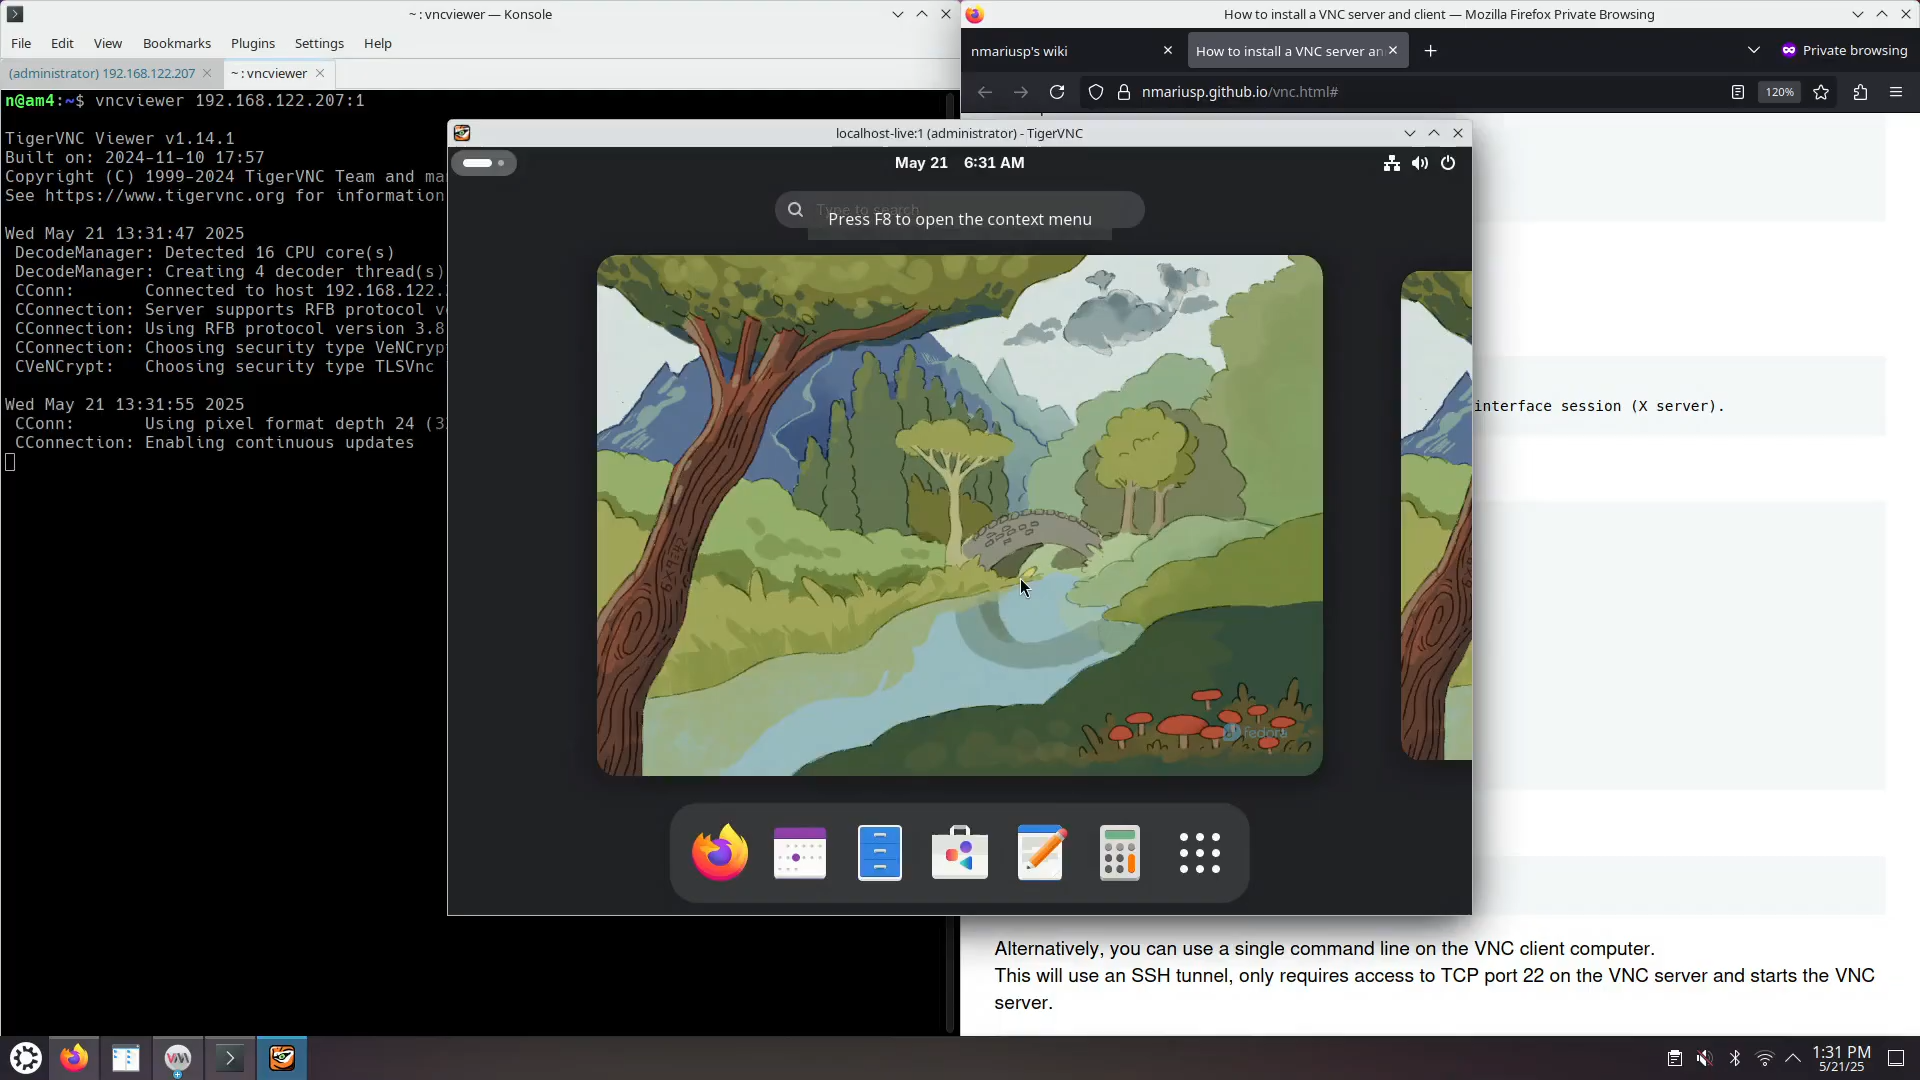 ~ : vncviewer — Konsole
File Edit View Bookmarks Plugins Settings Help
(administrator) 192.168.122.207
~ : vncviewer
n@am4:~$ vncviewer 192.168.122.207:1
TigerVNC Viewer v1.14.1
Built on: 2024-11-10 17:57
Copyright (C) 1999-2024 TigerVNC Team and
See https://www.tigervnc.org for information
Wed May 21 13:31:47 2025
DecodeManager: Detected 16 CPU core(s)
DecodeManager: Creating 4 decoder thread(s)
CConn: Connected to host 192.168.122.
CConnection: Server supports RFB protocol
CConnection: Using RFB protocol version 3.8
CConnection: Choosing security type VeNCryp
CVeNCrypt: Choosing security type TLSVnc
Wed May 21 13:31:55 2025
CConn: Using pixel format depth 24 (3
CConnection: Enabling continuous updates
How to install a VNC server and client — Mozilla Firefox Private Browsing
nmariusp's wiki
How to install a VNC server an
Private browsing
nmariusp.github.io/vnc.html#
120%
localhost-live:1 (administrator) - TigerVNC
May 21 6:31 AM
Type to search
Press F8 to open the context menu
fedora
interface session (X server).
Alternatively, you can use a single command line on the VNC client computer.
This will use an SSH tunnel, only requires access to TCP port 22 on the VNC server and starts the VNC
server.
1:31 PM
5/21/25